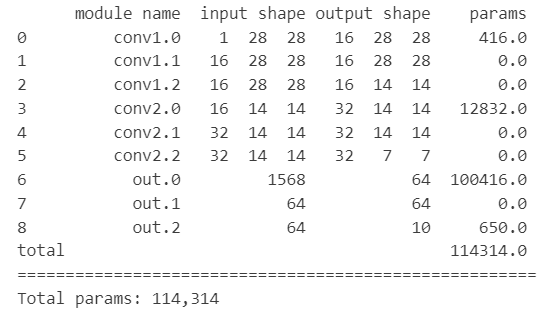 module name  input shape output shape    params
0         conv1.0   1  28  28   16  28  28     416.0
1         conv1.1  16  28  28   16  28  28       0.0
2         conv1.2  16  28  28   16  14  14       0.0
3         conv2.0  16  14  14   32  14  14   12832.0
4         conv2.1  32  14  14   32  14  14       0.0
5         conv2.2  32  14  14   32   7   7       0.0
6           out.0        1568           64  100416.0
7           out.1          64           64       0.0
8           out.2          64           10     650.0
total                                       114314.0
======================================================
Total params: 114,314